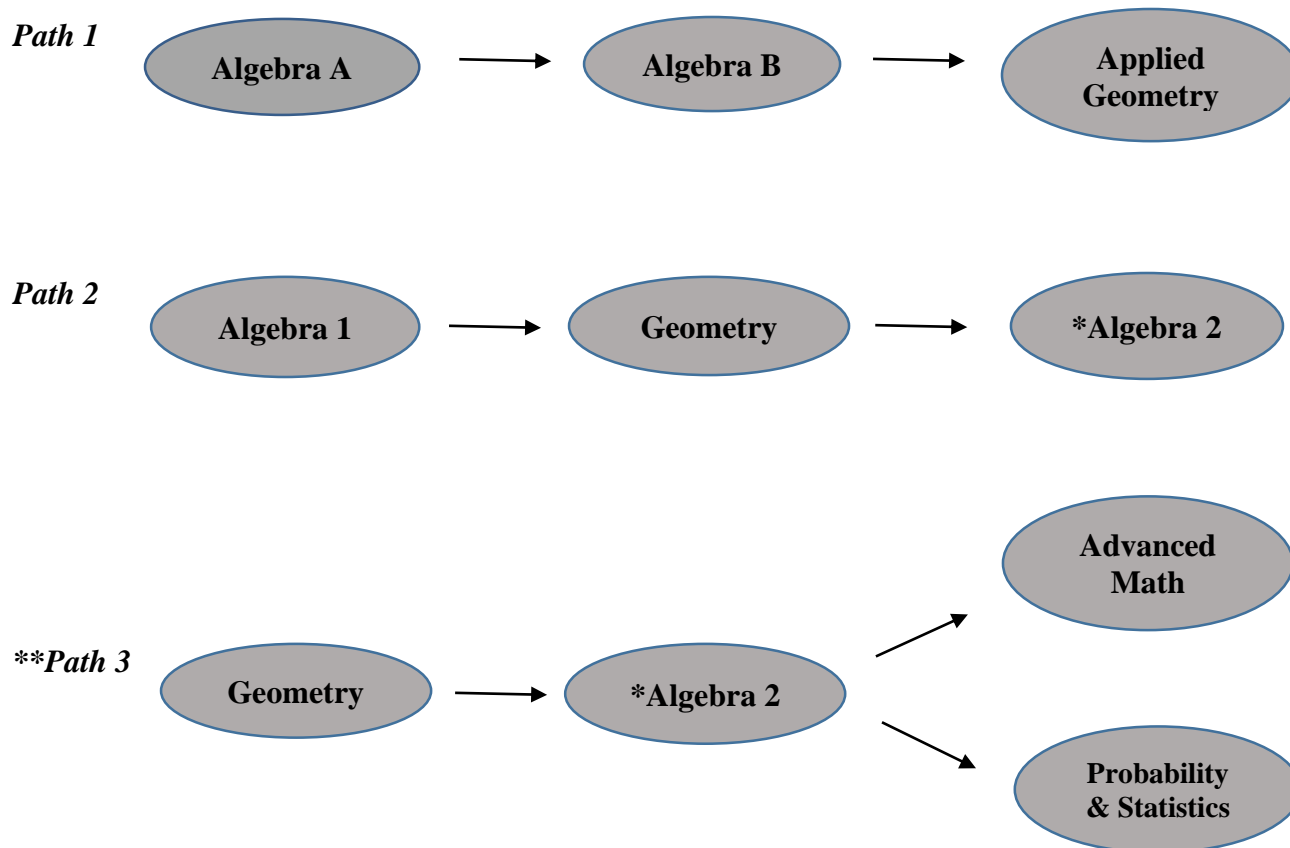 Path 1
Algebra A
Algebra B
Applied
Geometry
Path 2
Algebra 1
Geometry
*Algebra 2
**Path 3
Geometry
*Algebra 2
Advanced
Math
Probability
& Statistics